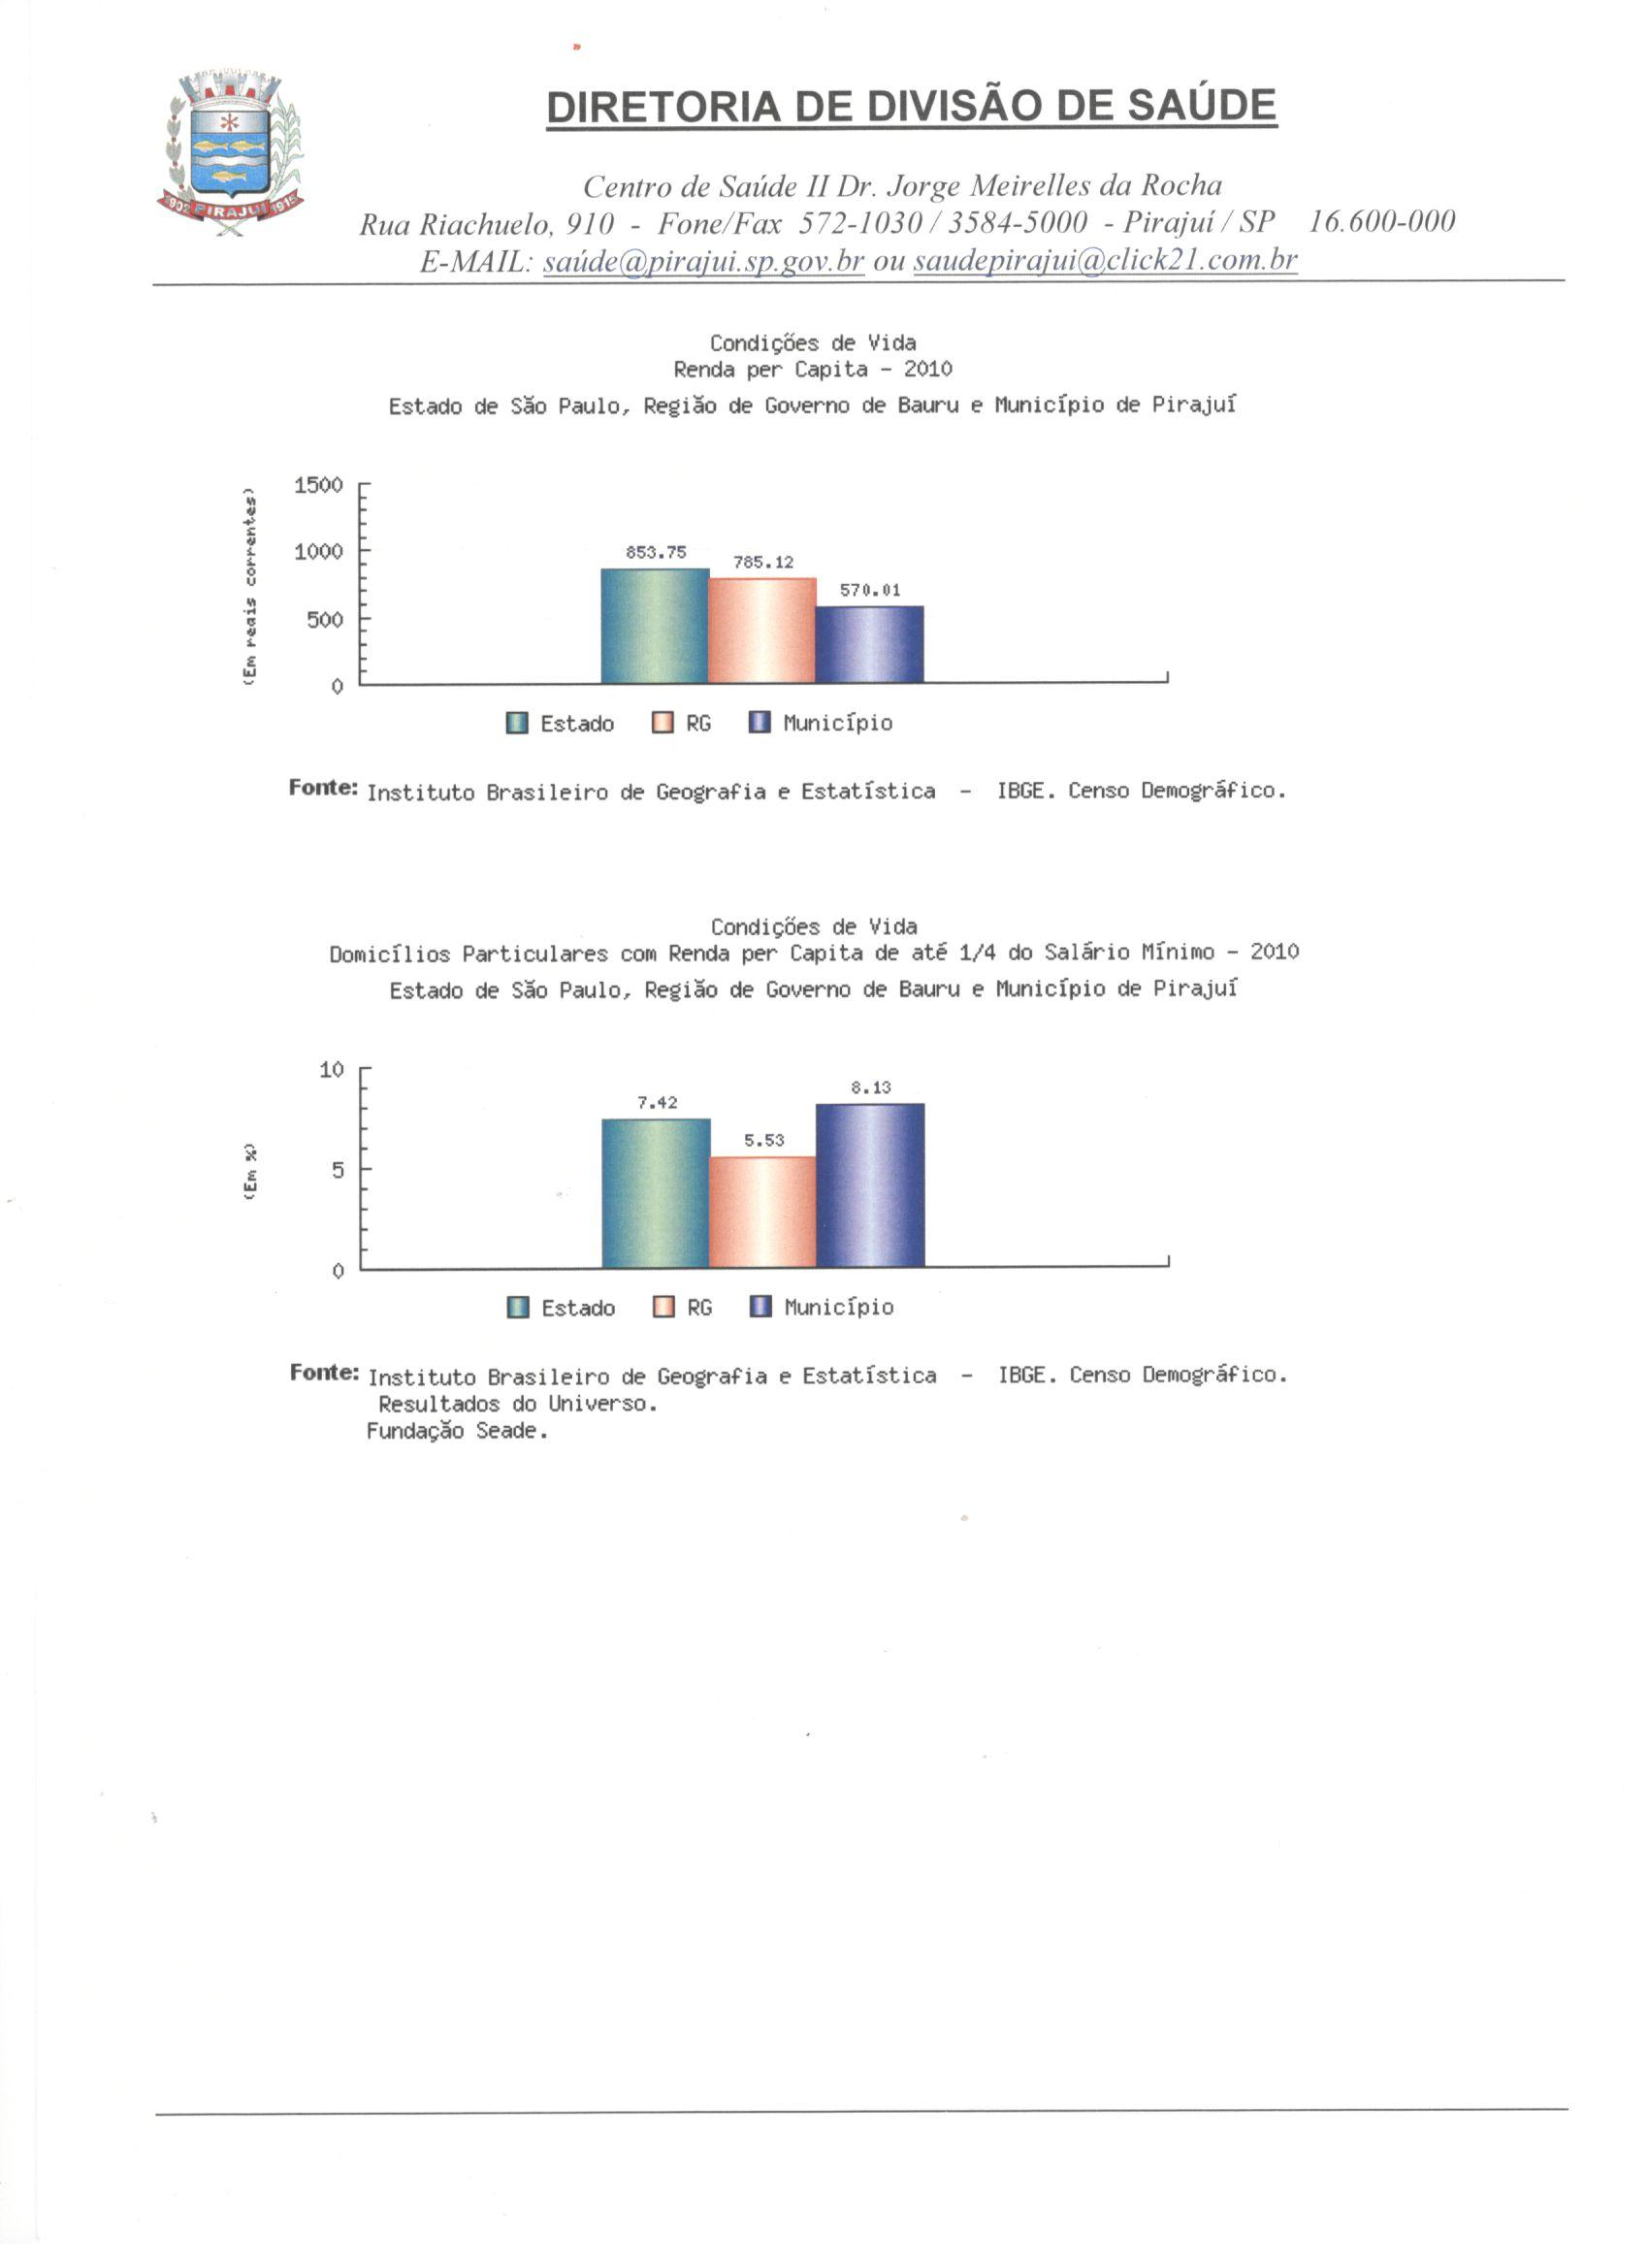 DIRETORIA DE DIVISÃO DE SAÚDE
1902 PIRAJUÍ 1915
Centro de Saúde II Dr. Jorge Meirelles da Rocha
Rua Riachuelo, 910 - Fone/Fax 572-1030 / 3584-5000 - Pirajuí / SP 16.600-000
E-MAIL: saúde@pirajui.sp.gov.br ou saudepirajui@click21.com.br
Condições de Vida
Renda per Capita - 2010
Estado de São Paulo, Região de Governo de Bauru e Município de Pirajuí
(Em reais correntes)
1500
1000
500
0
853.75
785.12
570.01
Estado RG Município
Fonte: Instituto Brasileiro de Geografia e Estatística - IBGE. Censo Demográfico.
Condições de Vida
Domicílios Particulares com Renda per Capita de até 1/4 do Salário Mínimo - 2010
Estado de São Paulo, Região de Governo de Bauru e Município de Pirajuí
(Em %)
10
5
0
7.42
5.53
8.13
Estado RG Município
Fonte: Instituto Brasileiro de Geografia e Estatística - IBGE. Censo Demográfico.
Resultados do Universo.
Fundação Seade.